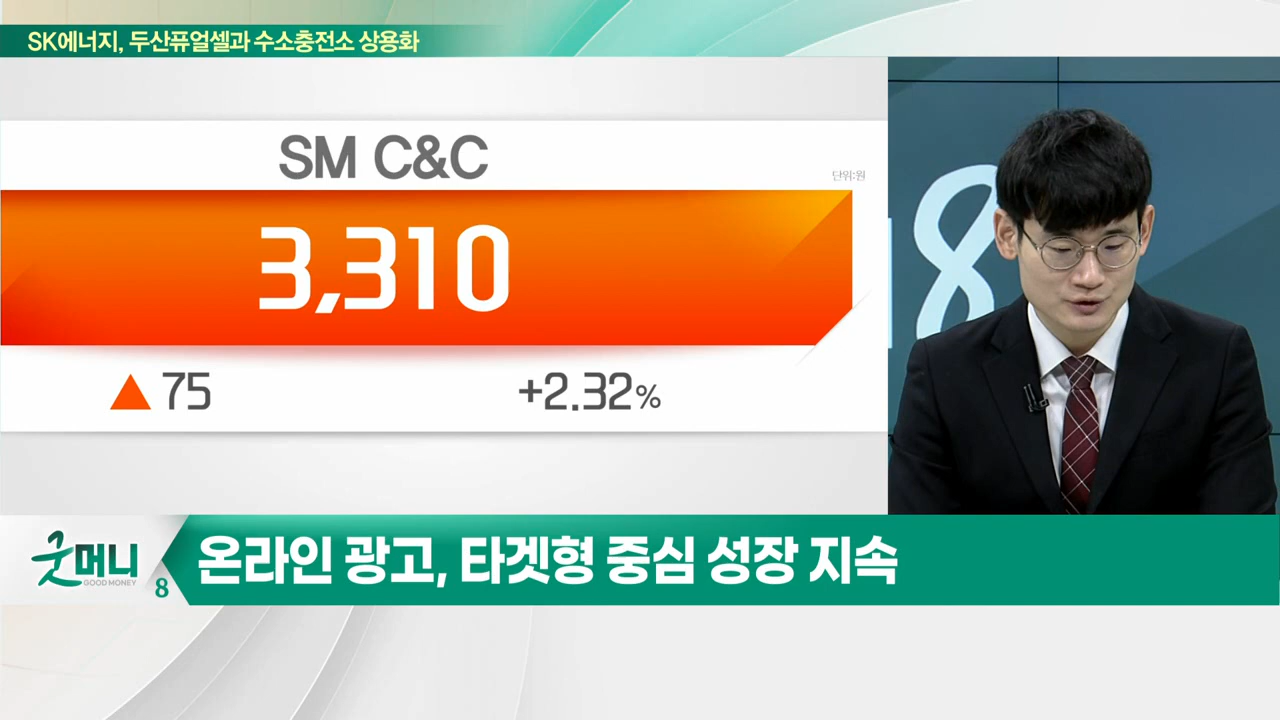 SK에너지, 두산퓨얼셀과 수소충전소 상용화
SM C&C
단위:원
3,310
▲ 75
+2.32%
8
굿머니
GOOD MONEY
8
온라인 광고, 타겟형 중심 성장 지속